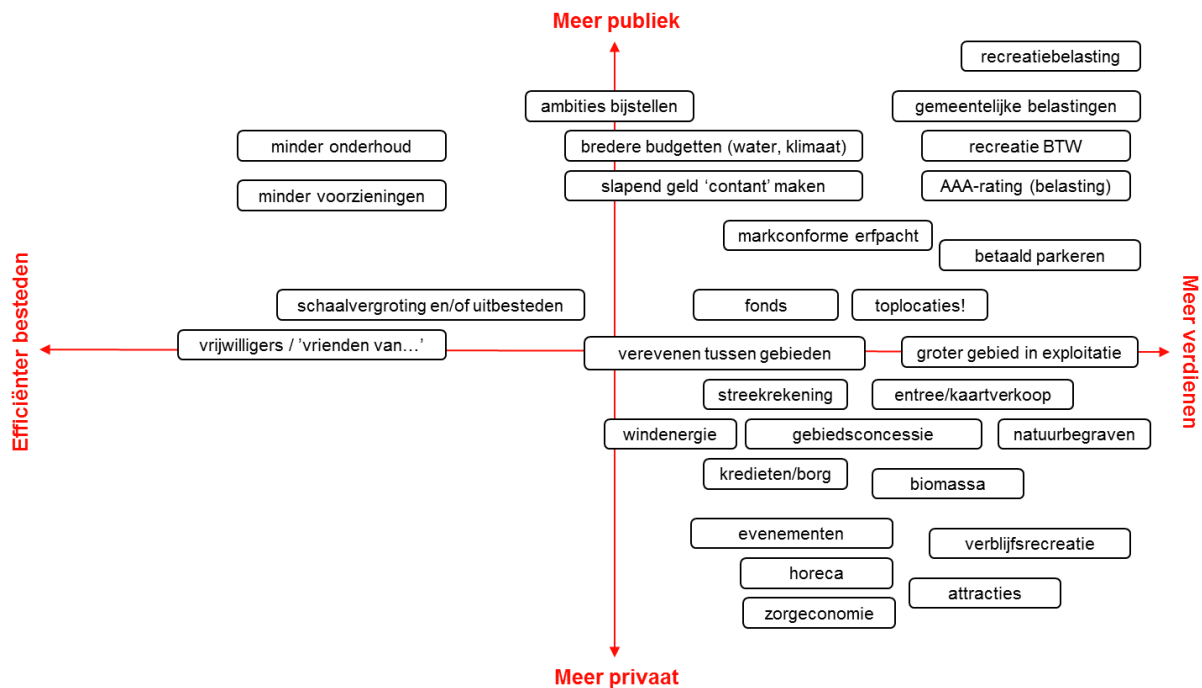 Meer publiek
recreatiebelasting
ambities bijstellen
gemeentelijke belastingen
minder onderhoud
bredere budgetten (water, klimaat)
recreatie BTW
minder voorzieningen
slapend geld ‘contant’ maken
AAA-rating (belasting)
markconforme erfpacht
betaald parkeren
schaalvergroting en/of uitbesteden
fonds
toplocaties!
Efficiënter besteden
vrijwilligers / ’vrienden van…’
verevenen tussen gebieden
groter gebied in exploitatie
Meer verdienen
streekrekening
entree/kaartverkoop
windenergie
gebiedsconcessie
natuurbegraven
kredieten/borg
biomassa
evenementen
verblijfsrecreatie
horeca
attracties
zorgeconomie
Meer privaat